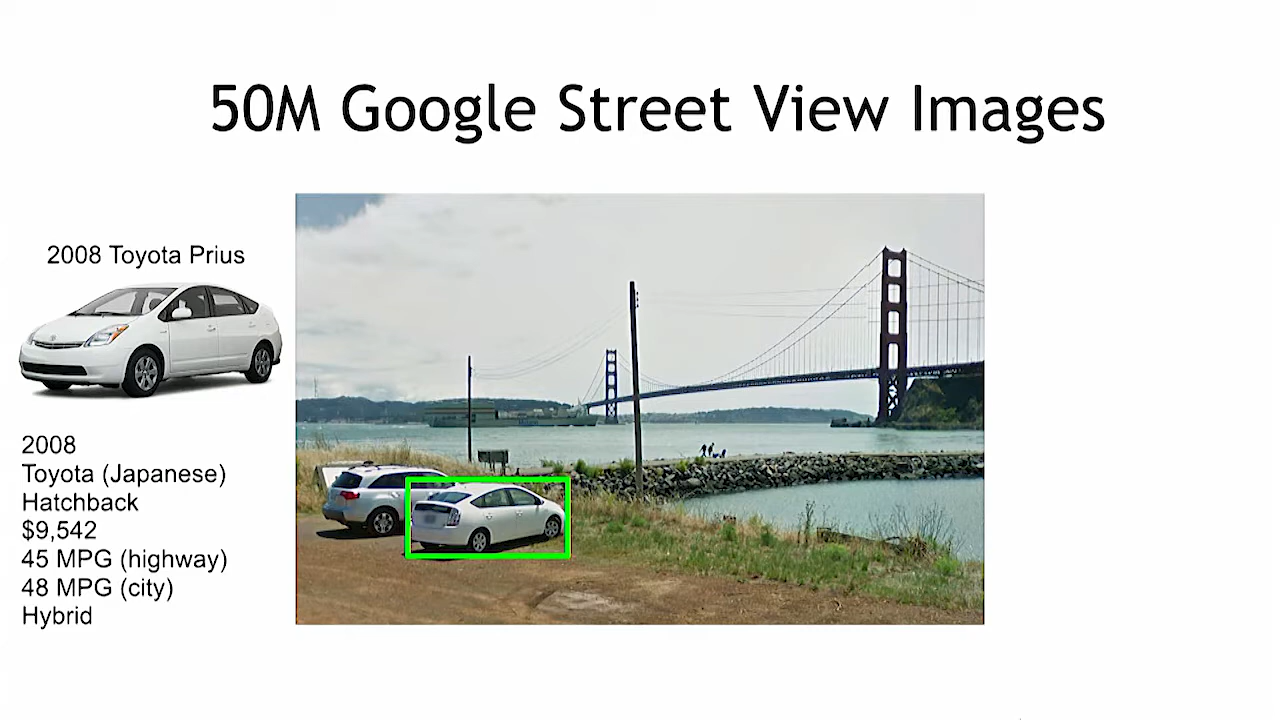 50M Google Street View Images
2008 Toyota Prius
2008
Toyota (Japanese)
Hatchback
$9,542
45 MPG (highway)
48 MPG (city)
Hybrid